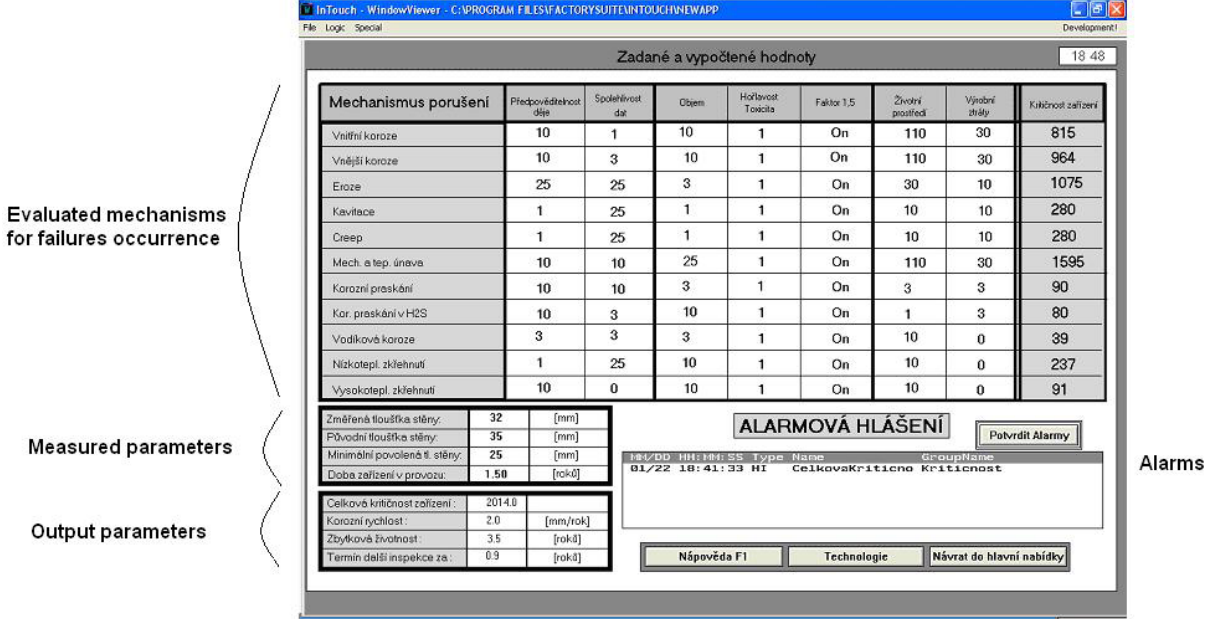 InTouch - WindowViewer - C:\PROGRAM FILES\FACTORYSUITE\INTOUCH\NEWAPP
File Logic Special Development!
Zadané a vypočtené hodnoty 18 48
Mechanismus porušení Předpověditelnost děje Spolehlivost dat Objem Hořlavost Toxicita Faktor 1,5 Životní prostředí Výrobní ztráty Kritičnost zařízení
Vnitřní koroze 10 1 10 1 On 110 30 815
Vnější koroze 10 3 10 1 On 110 30 964
Eroze 25 25 3 1 On 30 10 1075
Kavitace 1 25 1 1 On 10 10 280
Creep 1 25 1 1 On 10 10 280
Mech. a tep. únava 10 10 25 1 On 110 30 1595
Korozní praskání 10 10 3 1 On 3 3 90
Kor. praskání v H2S 10 3 10 1 On 1 3 80
Vodíková koroze 3 3 3 1 On 10 0 39
Nízkotepl. zkřehnutí 1 25 10 1 On 10 0 237
Vysokotepl. zkřehnutí 10 0 10 1 On 10 0 91
Evaluated mechanisms
for failures occurrence
Změřená tloušťka stěny: 32 [mm]
Původní tloušťka stěny: 35 [mm]
Minimální povolená tl. stěny: 25 [mm]
Doba zařízení v provozu: 1.50 [roků]
Measured parameters
ALARMOVÁ HLÁŠENÍ
Potvrdit Alarmy
MM/DD HH:MM:SS Type Name GroupName
01/22 18:41:33 HI CelkovaKriticno Kriticnost
Alarms
Celková kritičnost zařízení : 2014.0
Korozní rychlost : 2.0 [mm/rok]
Zbytková životnost : 3.5 [roků]
Termín další inspekce za : 0.9 [roků]
Output parameters
Nápověda F1 Technologie Návrat do hlavní nabídky